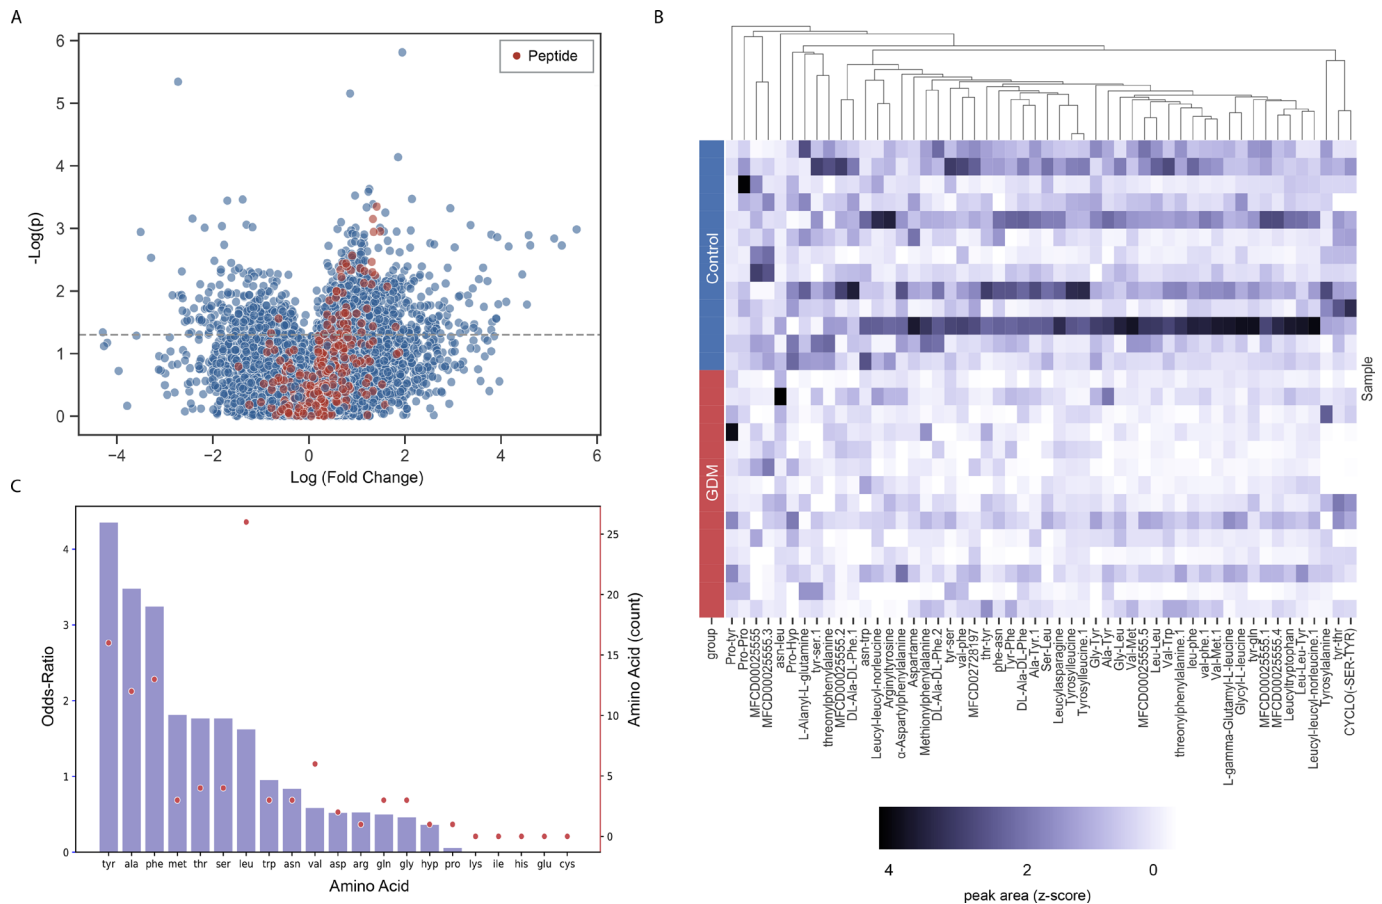 A
Peptide
6
5
4
3
2
1
0
-Log(p)
−4
−2
0
2
4
6
Log (Fold Change)
B
Control
GDM
Sample
group
Pro-tyr
Pro-Pro
MFCD00025555
MFCD00025555.3
asn-leu
Pro-Hyp
L-Alanyl-L-glutamine
tyr-ser.1
threonylphenylalanine
MFCD00025555.2
DL-Ala-DL-Phe.1
asn-trp
Leucyl-leucyl-norleucine
Arginyltyrosine
α-Aspartylphenylalanine
Aspartame
Methionylphenylalanine
DL-Ala-DL-Phe.2
tyr-ser
val-phe
MFCD02728197
thr-tyr
phe-asn
Tyr-Phe
DL-Ala-DL-Phe
Ala-Tyr.1
Ser-Leu
Leucylasparagine
Tyrosylleucine
Tyrosylleucine.1
Gly-Tyr
Ala-Tyr
Gly-Leu
Val-Met
MFCD00025555.5
Leu-Leu
Val-Trp
threonylphenylalanine.1
leu-phe
val-phe.1
Val-Met.1
L-gamma-Glutamyl-L-leucine
Glycyl-L-leucine
tyr-gln
MFCD00025555.1
MFCD00025555.4
Leucyltryptophan
Leu-Leu-Tyr
Leucyl-leucyl-norleucine.1
Tyrosylalanine
tyr-thr
CYCLO(-SER-TYR)
4
2
0
peak area (z-score)
C
4
3
2
1
0
Odds-Ratio
25
20
15
10
5
0
Amino Acid (count)
tyr
ala
phe
met
thr
ser
leu
trp
asn
val
asp
arg
gln
gly
hyp
pro
lys
ile
his
glu
cys
Amino Acid